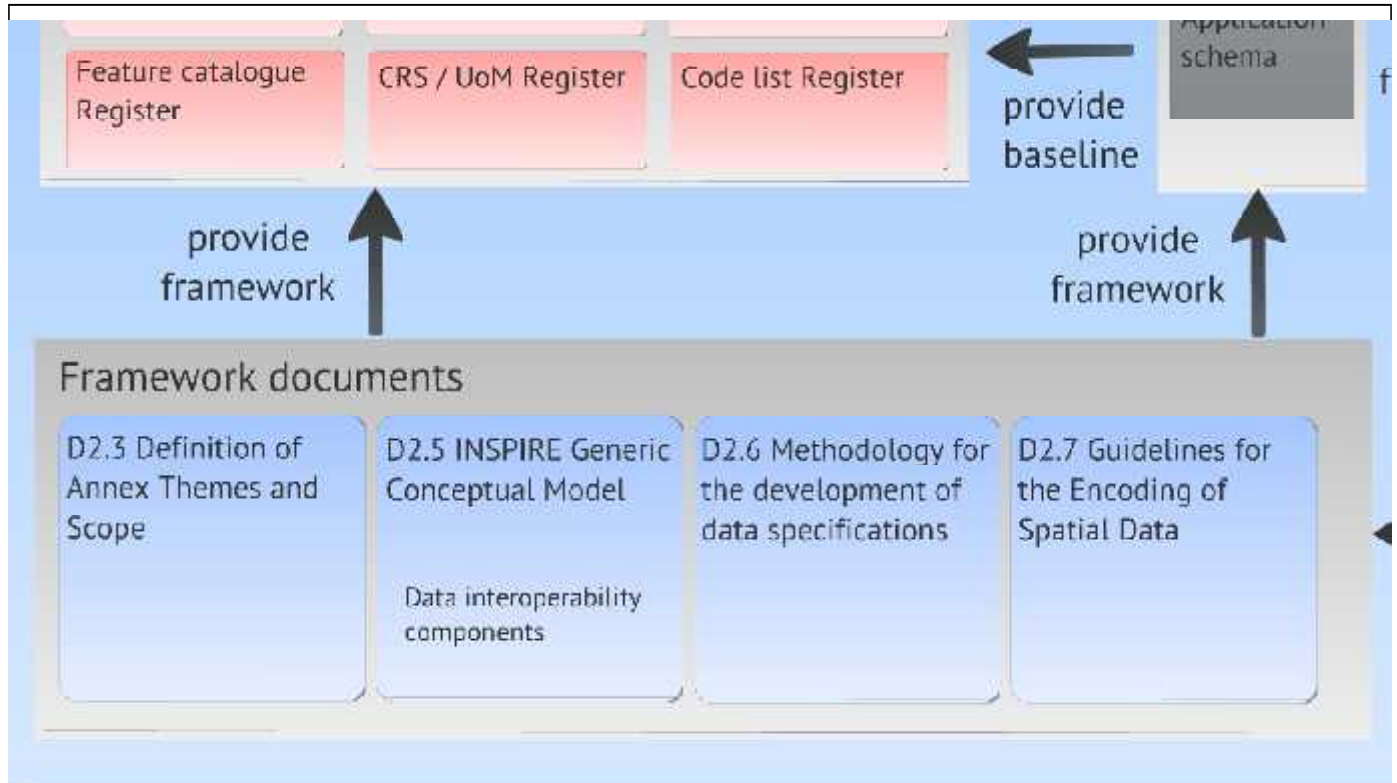 Application
schema
Feature catalogue
Register
CRS / UoM Register
Code list Register
provide
baseline
provide
framework
provide
framework
Framework documents
D2.3 Definition of
Annex Themes and
Scope
D2.5 INSPIRE Generic
Conceptual Model
Data interoperability
components
D2.6 Methodology for
the development of
data specifications
D2.7 Guidelines for
the Encoding of
Spatial Data